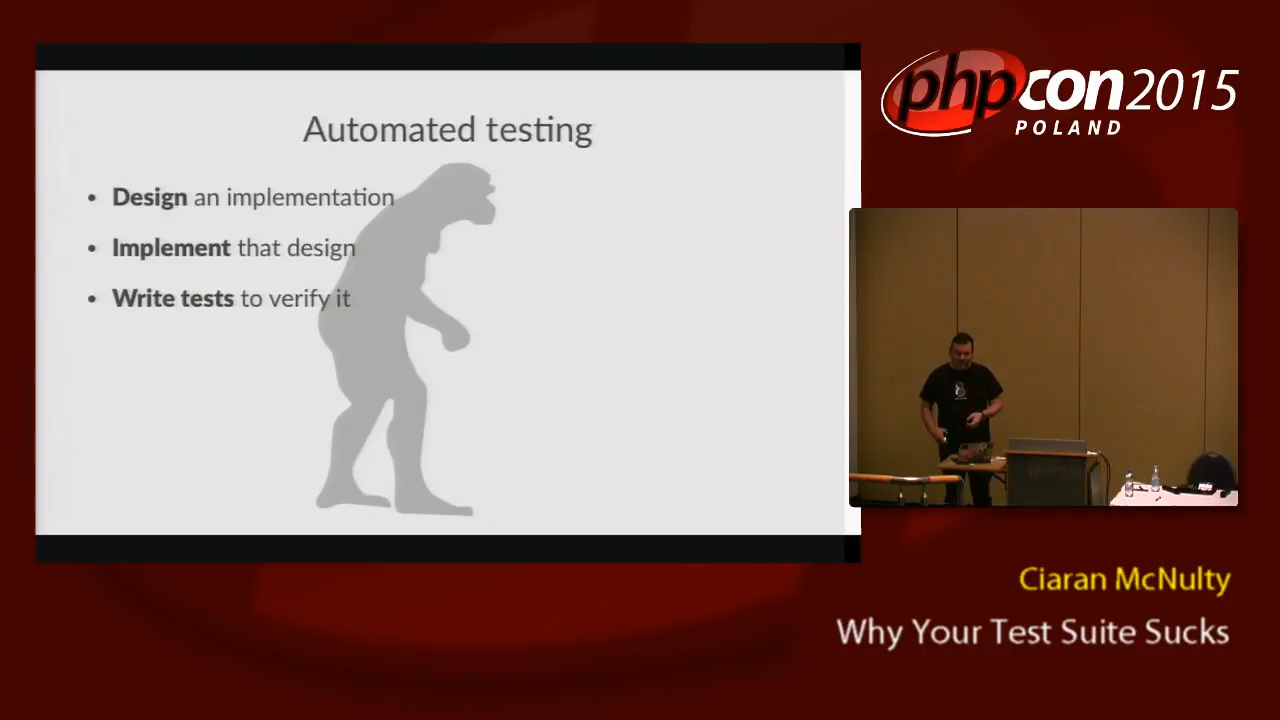 Automated testing
• Design an implementation
• Implement that design
• Write tests to verify it
phpcon2015
POLAND
Ciaran McNulty
Why Your Test Suite Sucks